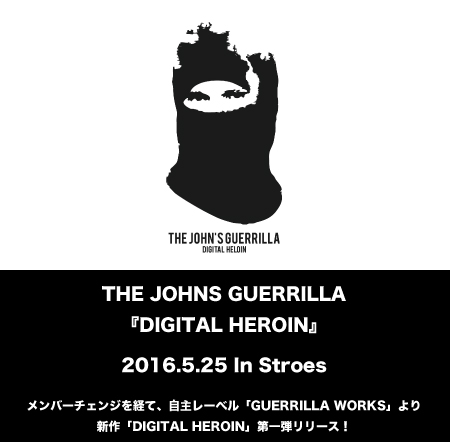 THE JOHN'S GUERRILLA
DIGITAL HELOIN
THE JOHNS GUERRILLA
『DIGITAL HEROIN』
2016.5.25 In Stroes
メンバーチェンジを経て、自主レーベル「GUERRILLA WORKS」より
新作「DIGITAL HEROIN」第一弾リリース！